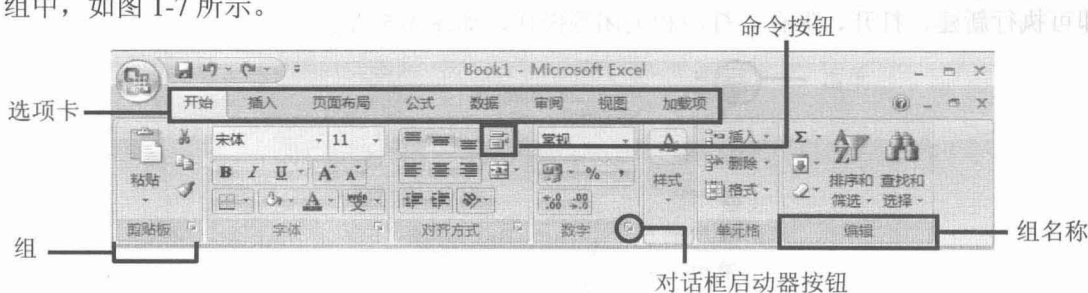 组中，如图 1-7 所示。
命令按钮
Book1 - Microsoft Excel
选项卡
开始 插入 页面布局 公式 数据 审阅 视图 加载项
宋体 11 常规 插入
粘贴 B I U A A % 样式 删除 排序和 查找和
格式 筛选 选择
剪贴板 字体 对齐方式 数字 单元格 编辑
组 组名称
对话框启动器按钮